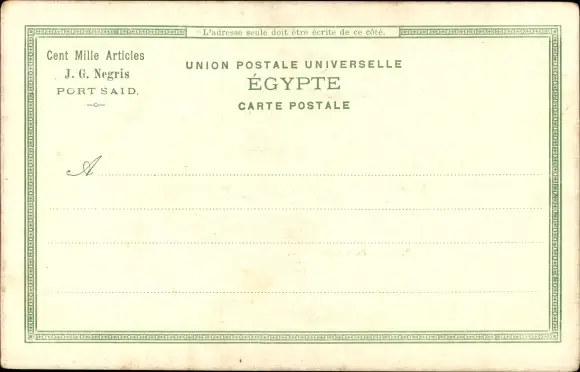 L'adresse seule doit être écrite de ce côté.
Cent Mille Articles
J. G. Negris
PORT SAID.
UNION POSTALE UNIVERSELLE
ÉGYPTE
CARTE POSTALE
A